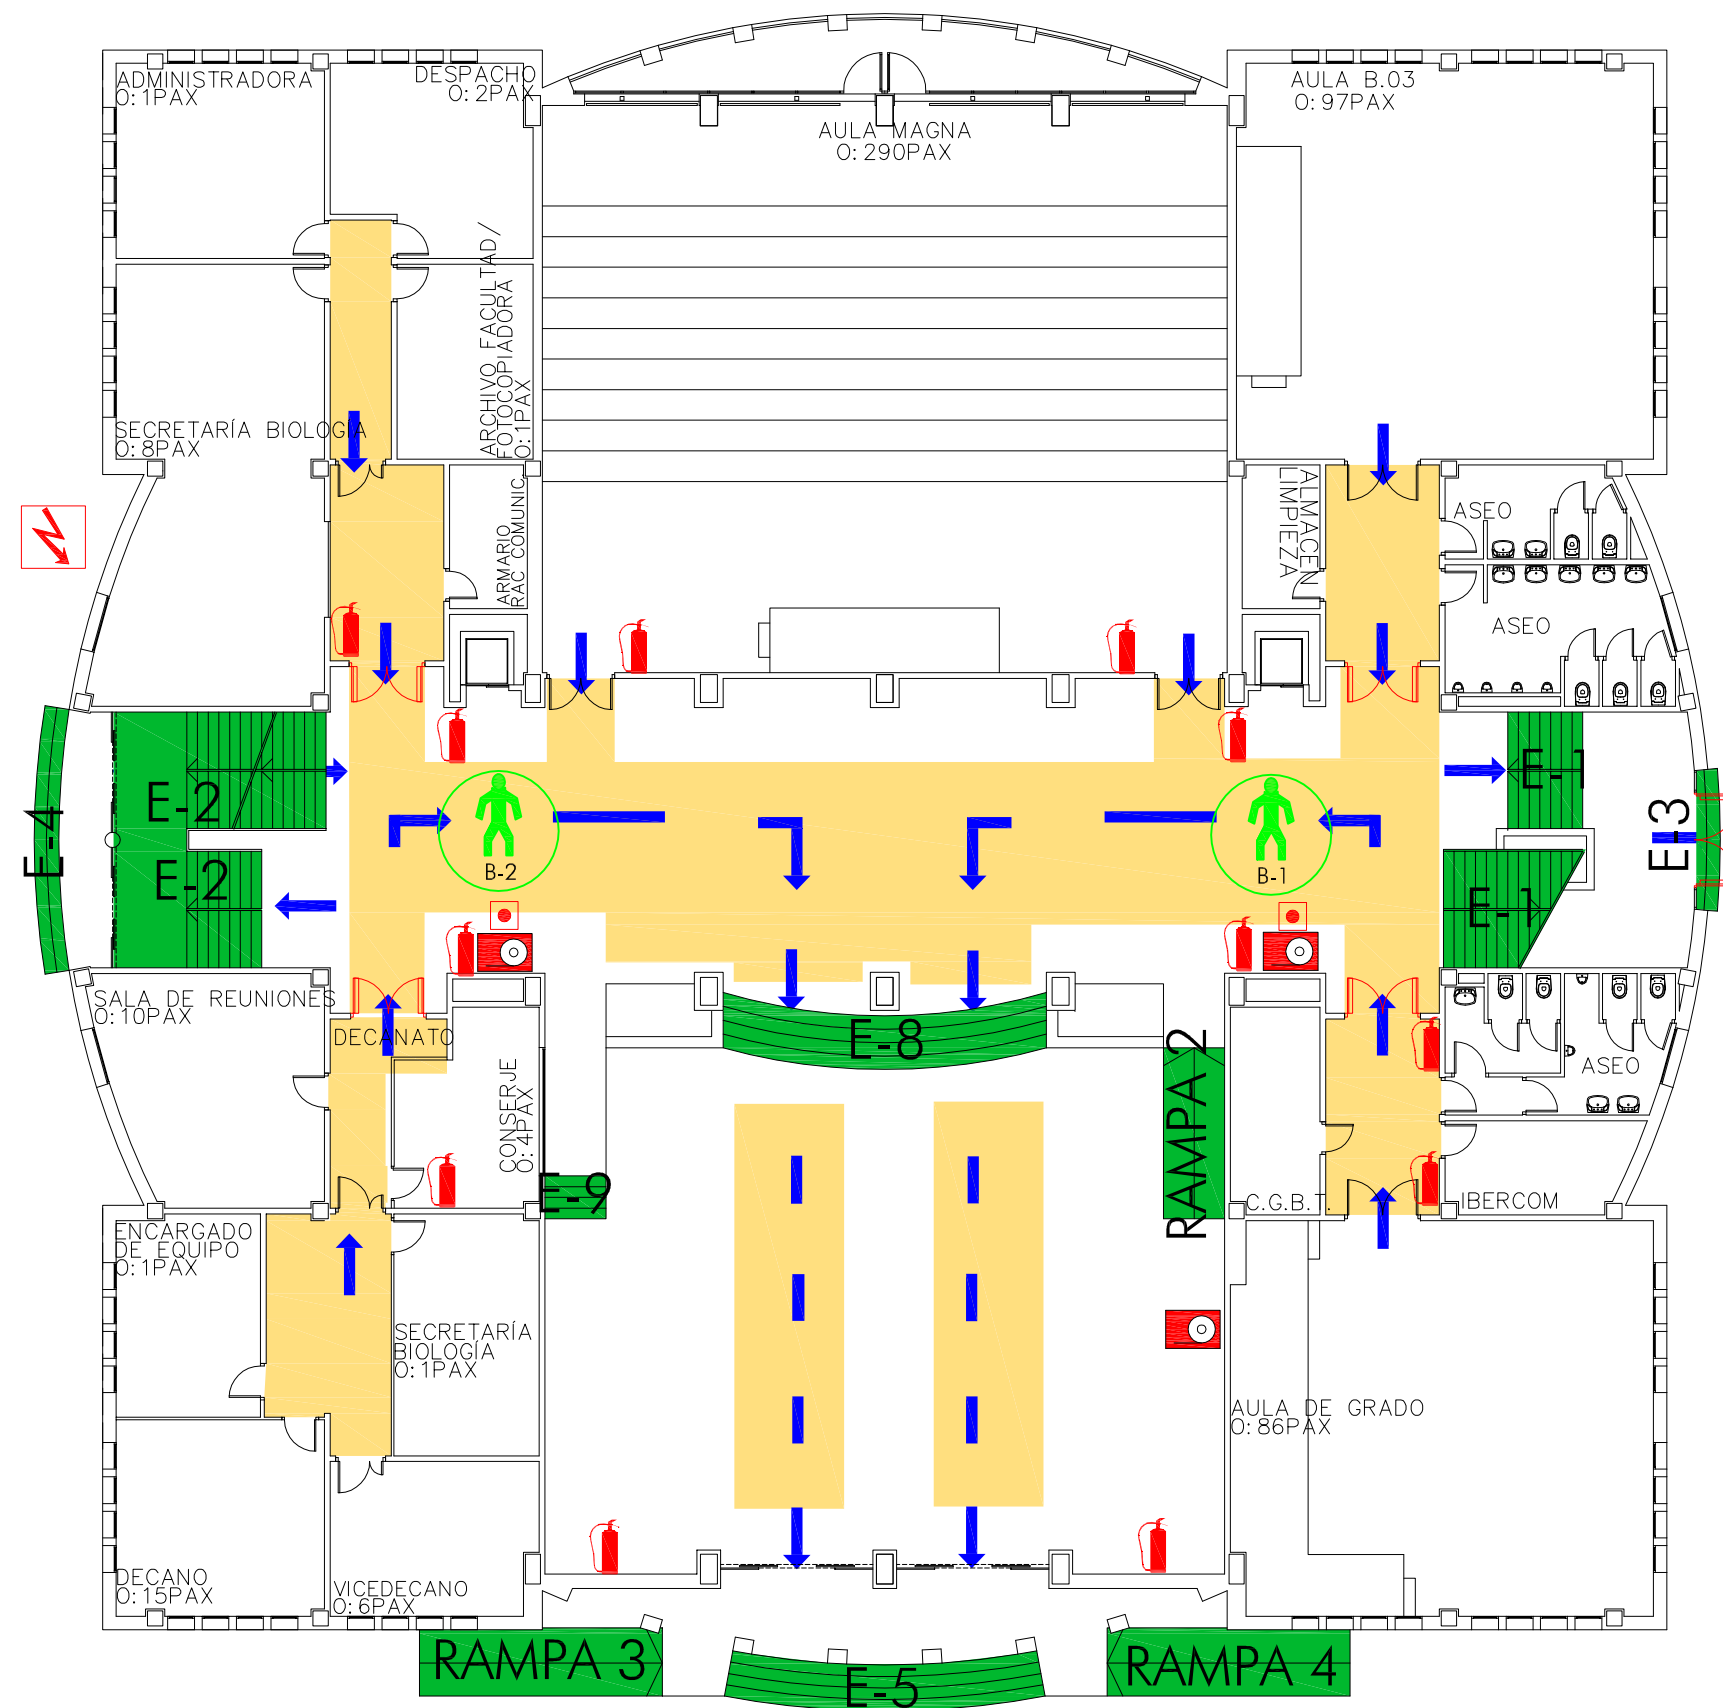 ADMINISTRADORA
O: 1PAX
DESPACHO
O: 2PAX
AULA MAGNA
O: 290PAX
AULA B.03
O: 97PAX
ARCHIVO FACULTAD/
FOTOCOPIADORA
O: 1PAX
SECRETARÍA BIOLOGÍA
O: 8PAX
ARMARIO
RAC COMUNIC.
ALMACEN
LIMPIEZA
ASEO
ASEO
E-4
E-2
E-2
B-2
B-1
E-1
E-1
E-3
SALA DE REUNIONES
O: 10PAX
DECANATO
CONSERJE
O: 4PAX
E-8
RAMPA 2
ASEO
E-9
C.G.B.T.
IBERCOM
ENCARGADO
DE EQUIPO
O: 1PAX
SECRETARÍA
BIOLOGÍA
O: 1PAX
AULA DE GRADO
O: 86PAX
DECANO
O: 15PAX
VICEDECANO
O: 6PAX
RAMPA 3
E-5
RAMPA 4